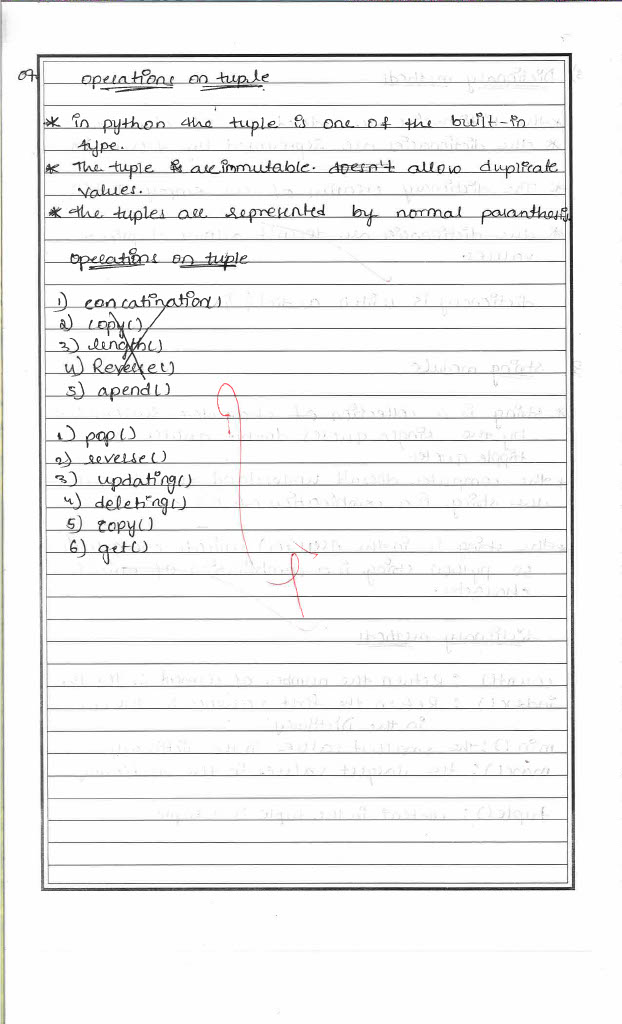 07. operations on tuple
* in python the tuple is one of the built-in
type.
* The tuple is are immutable. doesn't allow duplicate
values.
* the tuples are represented by normal paranthesis
operations on tuple
1) concatination()
2) copy()
3) length()
4) Reverse()
5) apend()
1) pop()
2) reverse()
3) updating()
4) deleting()
5) copy()
6) get()